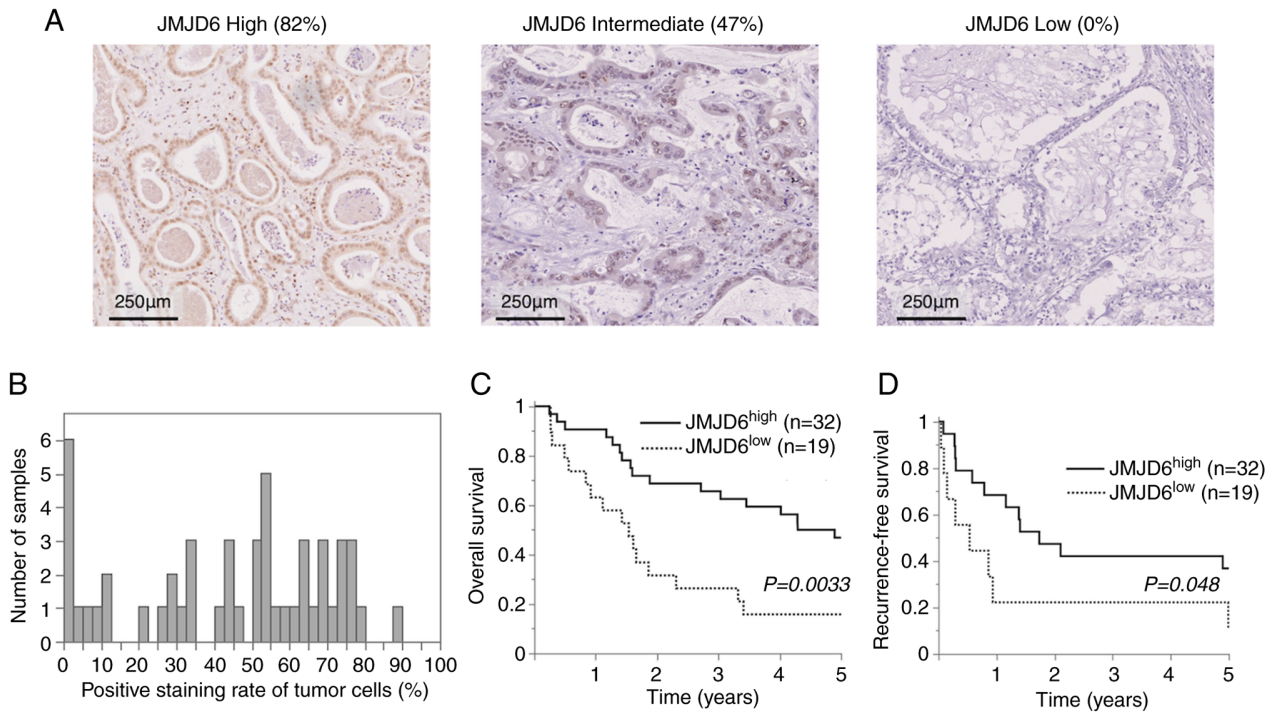 A
JMJD6 High (82%)
JMJD6 Intermediate (47%)
JMJD6 Low (0%)
250μm
250μm
250μm
B
Number of samples
6
5
4
3
2
1
0
0 10 20 30 40 50 60 70 80 90 100
Positive staining rate of tumor cells (%)
C
Overall survival
1
0.8
0.6
0.4
0.2
0
JMJD6high (n=32)
JMJD6low (n=19)
P=0.0033
1 2 3 4 5
Time (years)
D
Recurrence-free survival
1
0.8
0.6
0.4
0.2
0
JMJD6high (n=32)
JMJD6low (n=19)
P=0.048
1 2 3 4 5
Time (years)